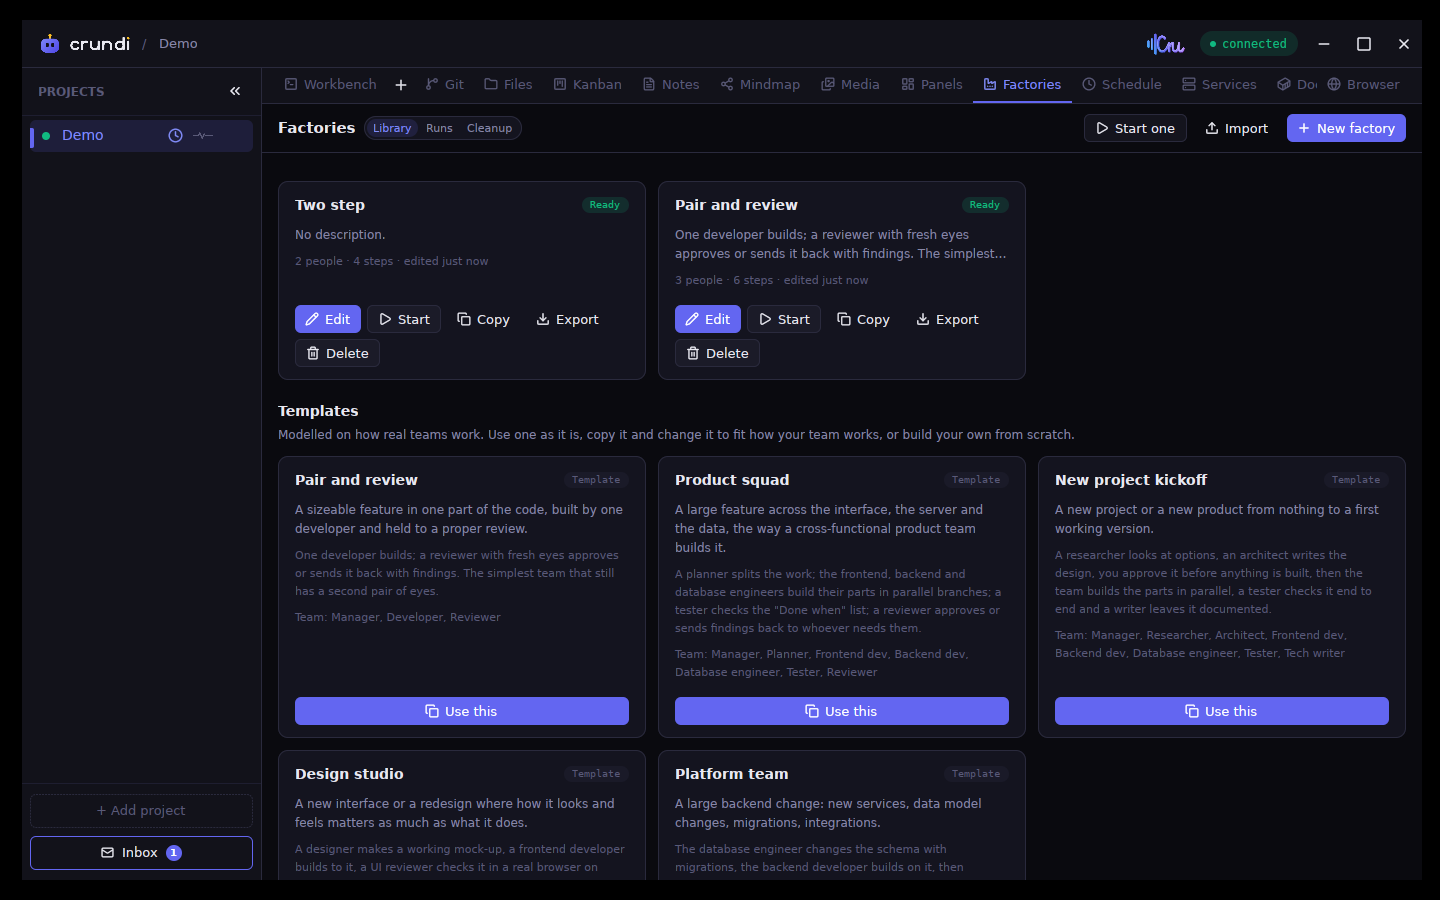 crundi / Demo
Cru
connected
PROJECTS
Demo
+ Add project
Inbox 1
Workbench
Git
Files
Kanban
Notes
Mindmap
Media
Panels
Factories
Schedule
Services
Browser
Factories
Library Runs Cleanup
Start one
Import
+ New factory
Two step
Ready
No description.
2 people · 4 steps · edited just now
Edit
Start
Copy
Export
Delete
Pair and review
Ready
One developer builds; a reviewer with fresh eyes
approves or sends it back with findings. The simplest...
3 people · 6 steps · edited just now
Edit
Start
Copy
Export
Delete
Templates
Modelled on how real teams work. Use one as it is, copy it and change it to fit how your team works, or build your own from scratch.
Pair and review
Template
A sizeable feature in one part of the code, built by one
developer and held to a proper review.
One developer builds; a reviewer with fresh eyes approves
or sends it back with findings. The simplest team that still
has a second pair of eyes.
Team: Manager, Developer, Reviewer
Use this
Product squad
Template
A large feature across the interface, the server and
the data, the way a cross-functional product team
builds it.
A planner splits the work; the frontend, backend and
database engineers build their parts in parallel branches; a
tester checks the "Done when" list; a reviewer approves or
sends findings back to whoever needs them.
Team: Manager, Planner, Frontend dev, Backend dev,
Database engineer, Tester, Reviewer
Use this
New project kickoff
Template
A new project or a new product from nothing to a first
working version.
A researcher looks at options, an architect writes the
design, you approve it before anything is built, then the
team builds the parts in parallel, a tester checks it end to
end and a writer leaves it documented.
Team: Manager, Researcher, Architect, Frontend dev,
Backend dev, Database engineer, Tester, Tech writer
Use this
Design studio
Template
A new interface or a redesign where how it looks and
feels matters as much as what it does.
A designer makes a working mock-up, a frontend developer
builds to it, a UI reviewer checks it in a real browser on
Platform team
Template
A large backend change: new services, data model
changes, migrations, integrations.
The database engineer changes the schema with
migrations, the backend developer builds on it, then